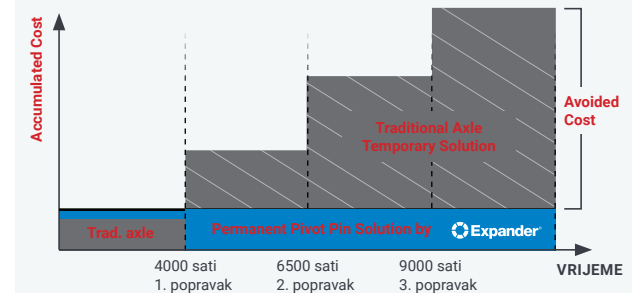 Accumulated Cost
Avoided
Cost
Traditional Axle
Temporary Solution
Trad. axle
Permanent Pivot Pin Solution by Expander®
4000 sati
1. popravak
6500 sati
2. popravak
9000 sati
3. popravak
VRIJEME